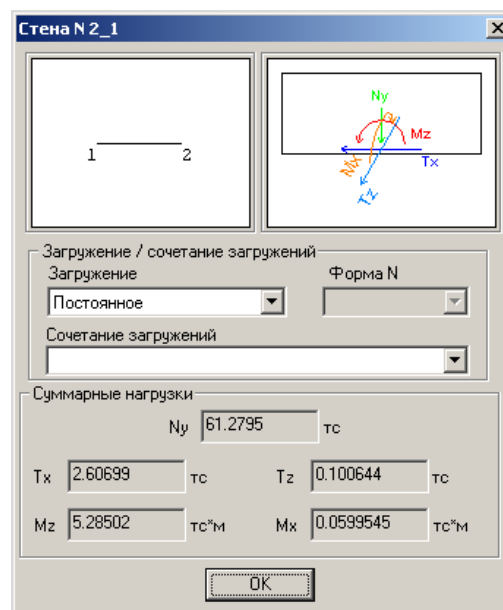 Стена N 2_1
1 2
Ny
Mz
Mx
Tx
Tz
Загружение / сочетание загружений
Загружение Форма N
Постоянное
Сочетание загружений
Суммарные нагрузки
Ny 61.2795 тс
Tx 2.60699 тс Tz 0.100644 тс
Mz 5.28502 тс*м Mx 0.0599545 тс*м
OK